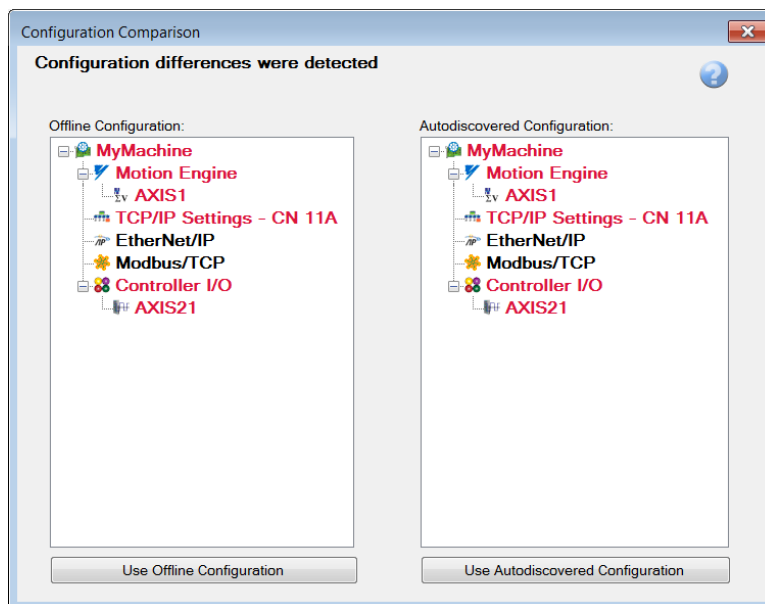 Configuration Comparison
Configuration differences were detected
Offline Configuration:
MyMachine
Motion Engine
AXIS1
TCP/IP Settings - CN 11A
EtherNet/IP
Modbus/TCP
Controller I/O
AXIS21
Use Offline Configuration
Autodiscovered Configuration:
MyMachine
Motion Engine
AXIS1
TCP/IP Settings - CN 11A
EtherNet/IP
Modbus/TCP
Controller I/O
AXIS21
Use Autodiscovered Configuration